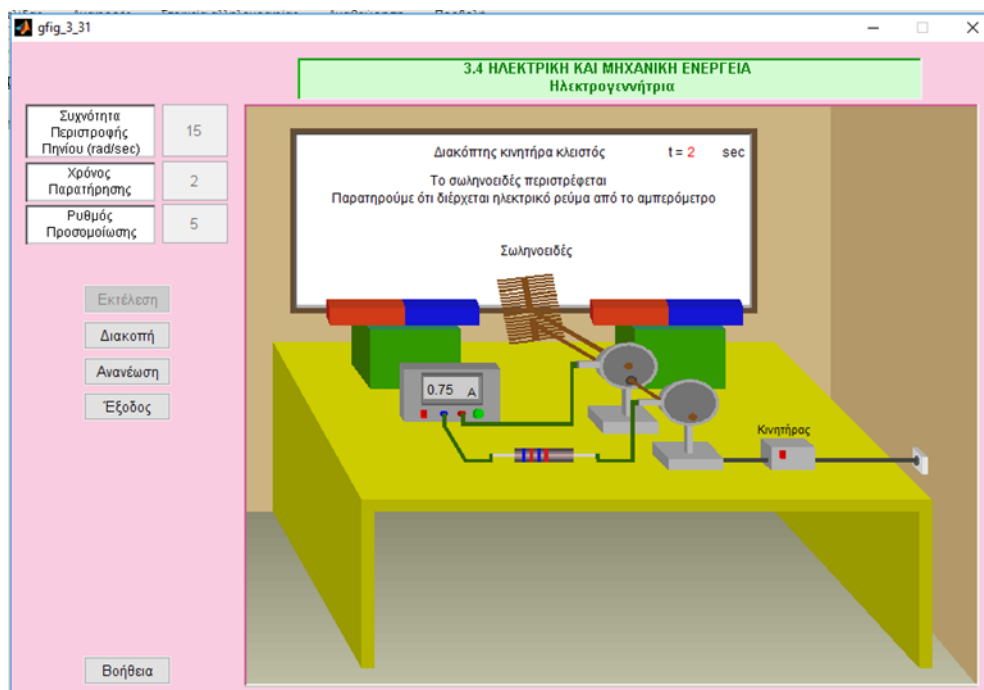 gfig_3_31
3.4 ΗΛΕΚΤΡΙΚΗ ΚΑΙ ΜΗΧΑΝΙΚΗ ΕΝΕΡΓΕΙΑ
Ηλεκτρογεννήτρια
Συχνότητα
Περιστροφής
Πηνίου (rad/sec)
15
Χρόνος
Παρατήρησης
2
Ρυθμός
Προσομοίωσης
5
Εκτέλεση
Διακοπή
Ανανέωση
Έξοδος
Βοήθεια
Διακόπτης κινητήρα κλειστός t = 2 sec
Το σωληνοειδές περιστρέφεται
Παρατηρούμε ότι διέρχεται ηλεκτρικό ρεύμα από το αμπερόμετρο
Σωληνοειδές
0.75 A
Κινητήρας